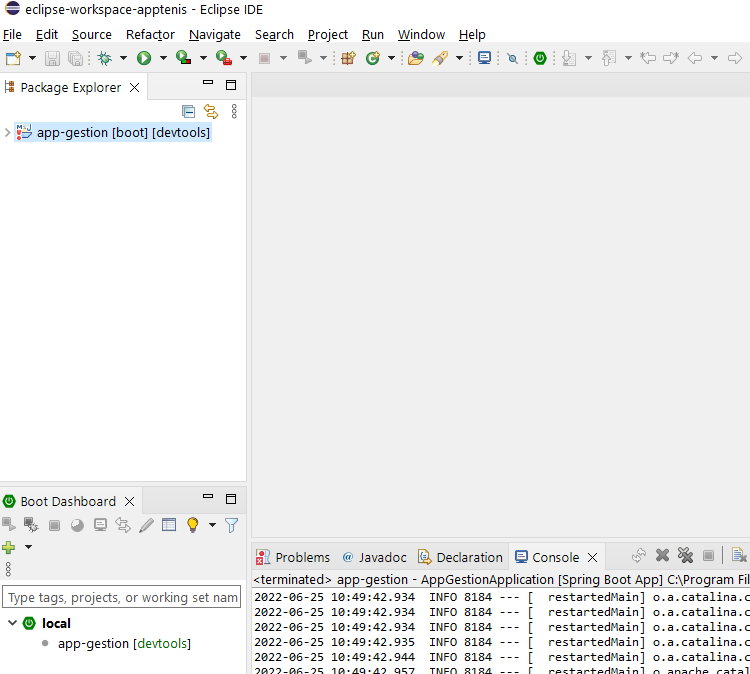 eclipse-workspace-apptenis - Eclipse IDE
File Edit Source Refactor Navigate Search Project Run Window Help
Package Explorer
app-gestion [boot] [devtools]
Boot Dashboard
Type tags, projects, or working set nam
local
app-gestion [devtools]
Problems @ Javadoc Declaration Console
<terminated> app-gestion - AppGestionApplication [Spring Boot App] C:\Program Fil
2022-06-25 10:49:42.934 INFO 8184 --- [ restartedMain] o.a.catalina.c
2022-06-25 10:49:42.934 INFO 8184 --- [ restartedMain] o.a.catalina.c
2022-06-25 10:49:42.934 INFO 8184 --- [ restartedMain] o.a.catalina.c
2022-06-25 10:49:42.935 INFO 8184 --- [ restartedMain] o.a.catalina.c
2022-06-25 10:49:42.944 INFO 8184 --- [ restartedMain] o.a.catalina.c
2022-06-25 10:49:42.957 INFO 8184 --- [ restartedMain] o.apache.catal